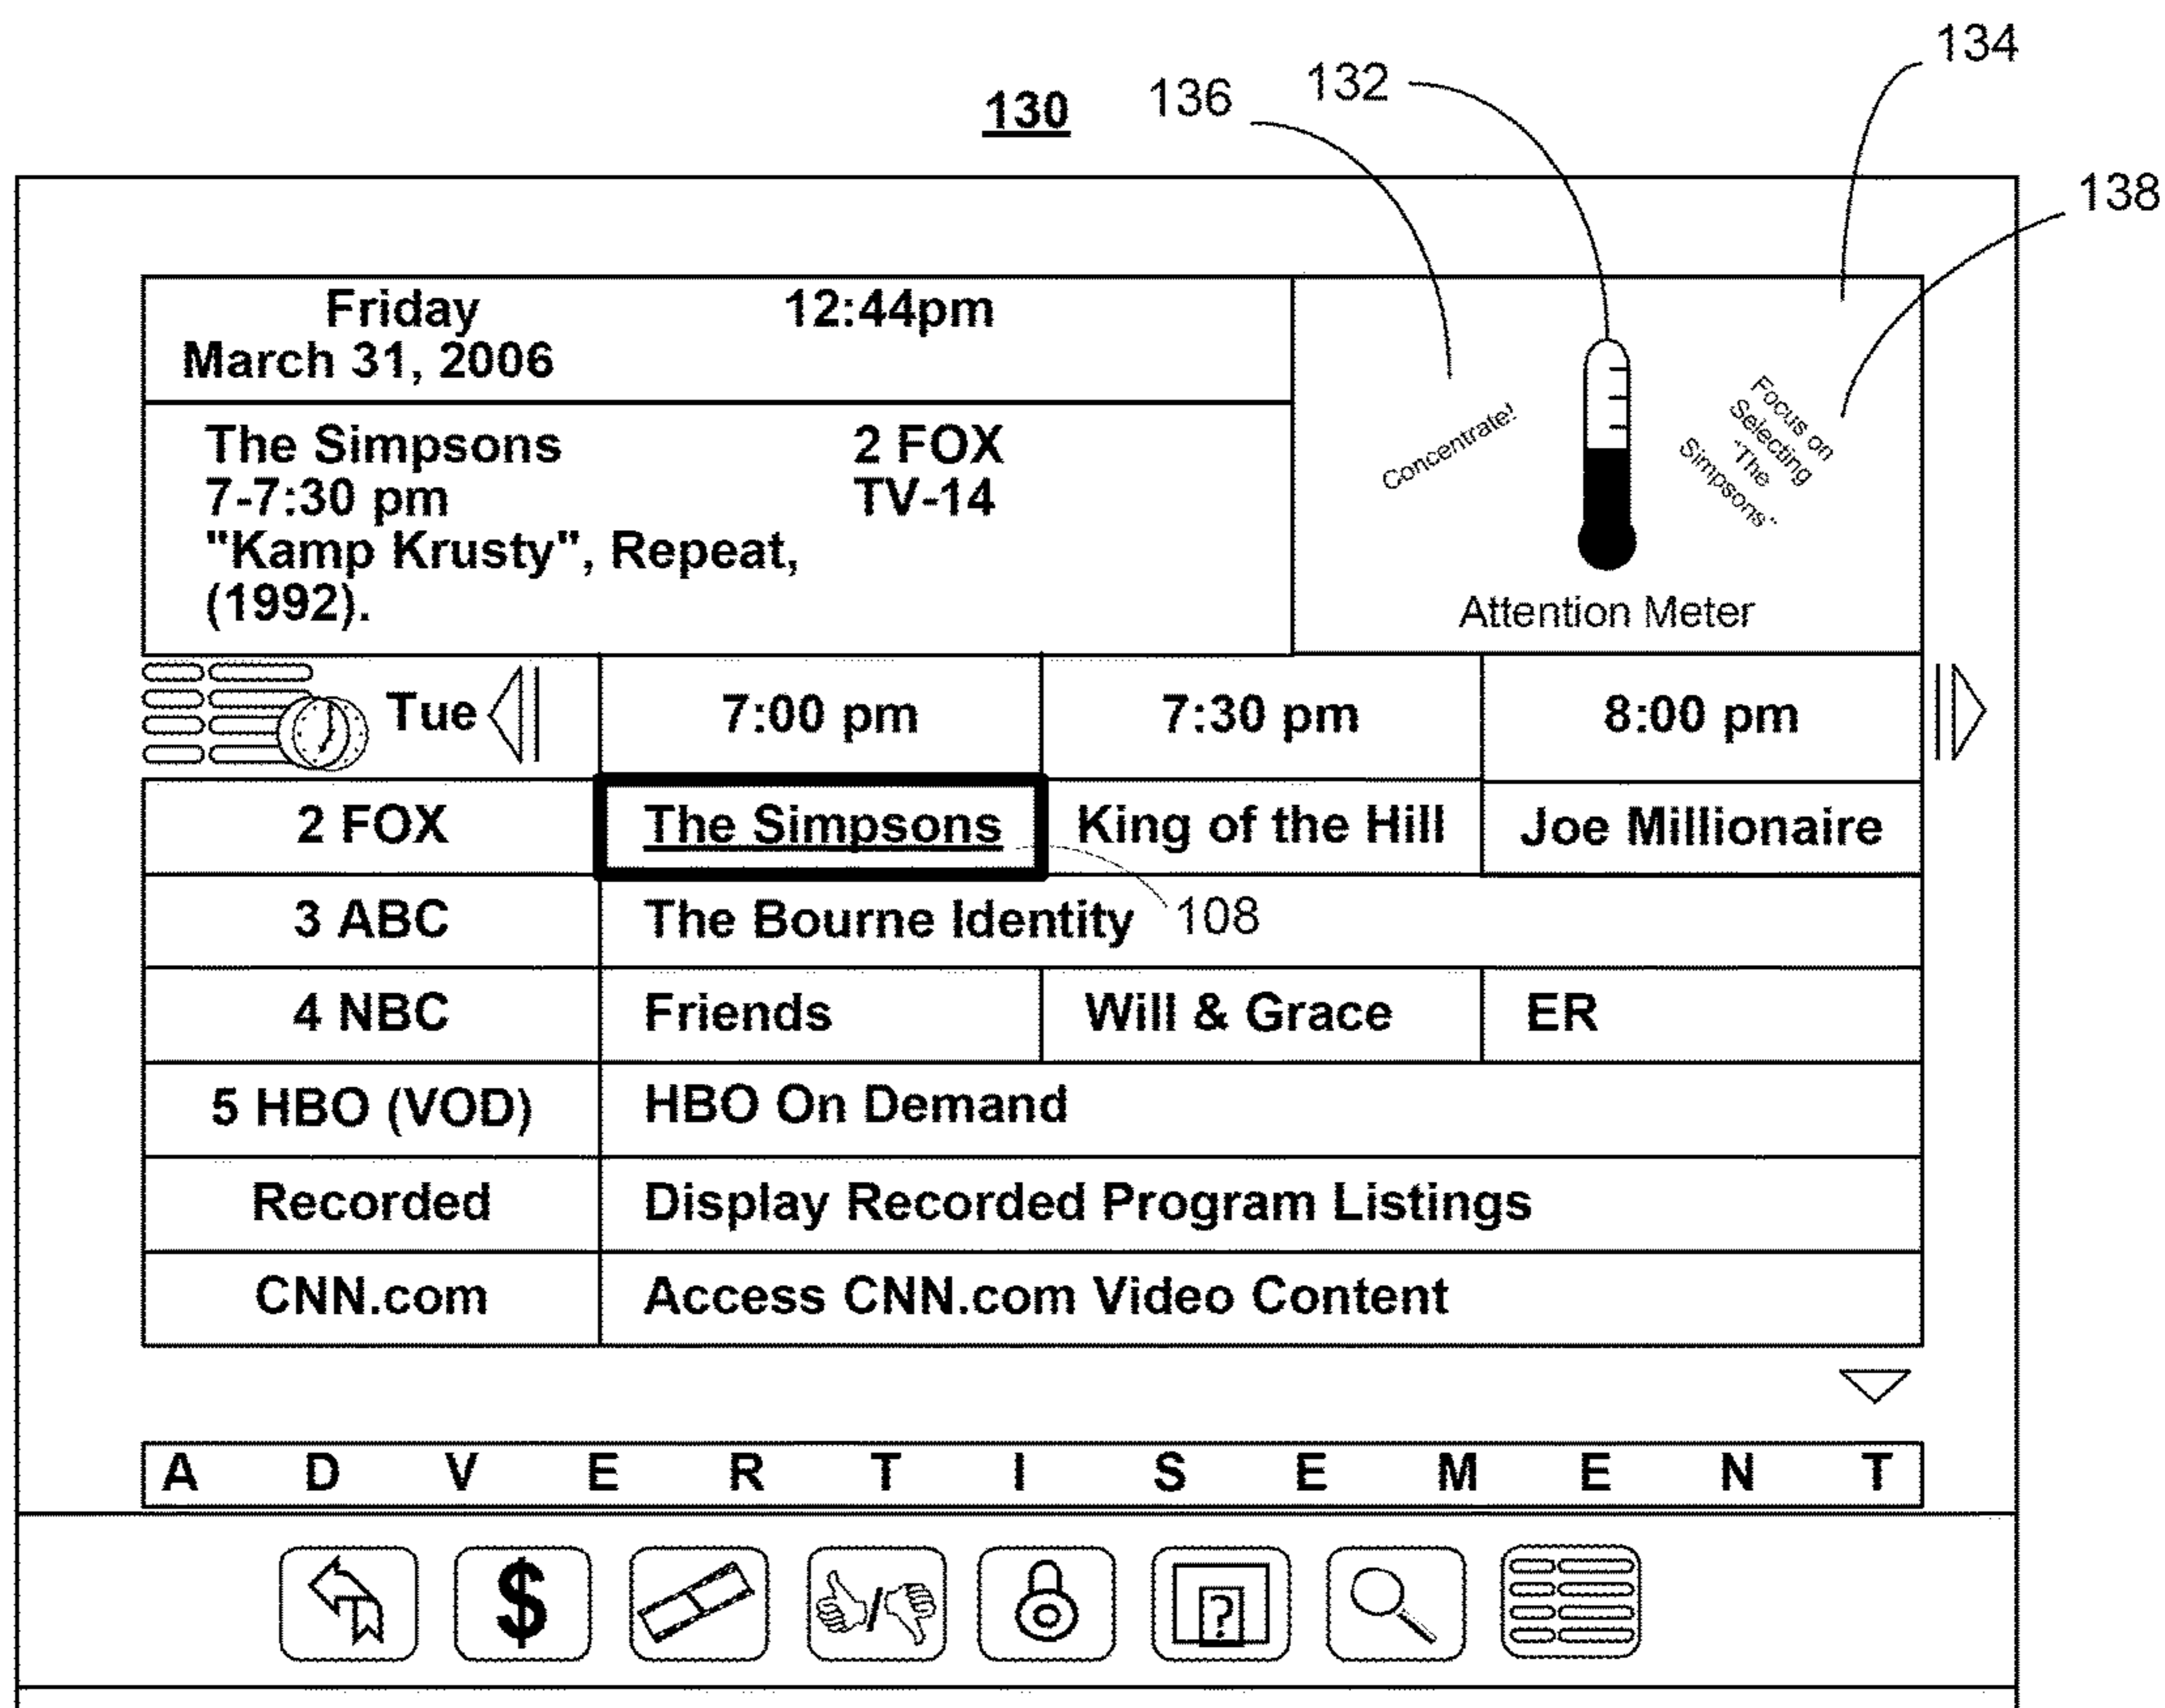 134
132
136
130
138
Friday 12:44pm
March 31, 2006
The Simpsons 2 FOX
7-7:30 pm TV-14
"Kamp Krusty", Repeat,
(1992).
Concentrate!
Focus on
Selecting
"The
Simpsons"
Attention Meter
Tue 7:00 pm 7:30 pm 8:00 pm
2 FOX The Simpsons King of the Hill Joe Millionaire
3 ABC The Bourne Identity 108
4 NBC Friends Will & Grace ER
5 HBO (VOD) HBO On Demand
Recorded Display Recorded Program Listings
CNN.com Access CNN.com Video Content
A D V E R T I S E M E N T
$ / ?